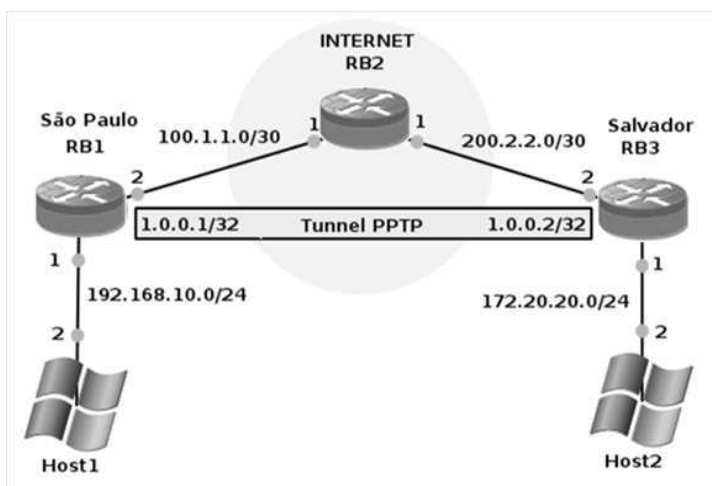 INTERNET
RB2
São Paulo
RB1
100.1.1.0/30
1
1
200.2.2.0/30
Salvador
RB3
2
2
1.0.0.1/32
Tunnel PPTP
1.0.0.2/32
1
1
192.168.10.0/24
172.20.20.0/24
2
2
Host1
Host2